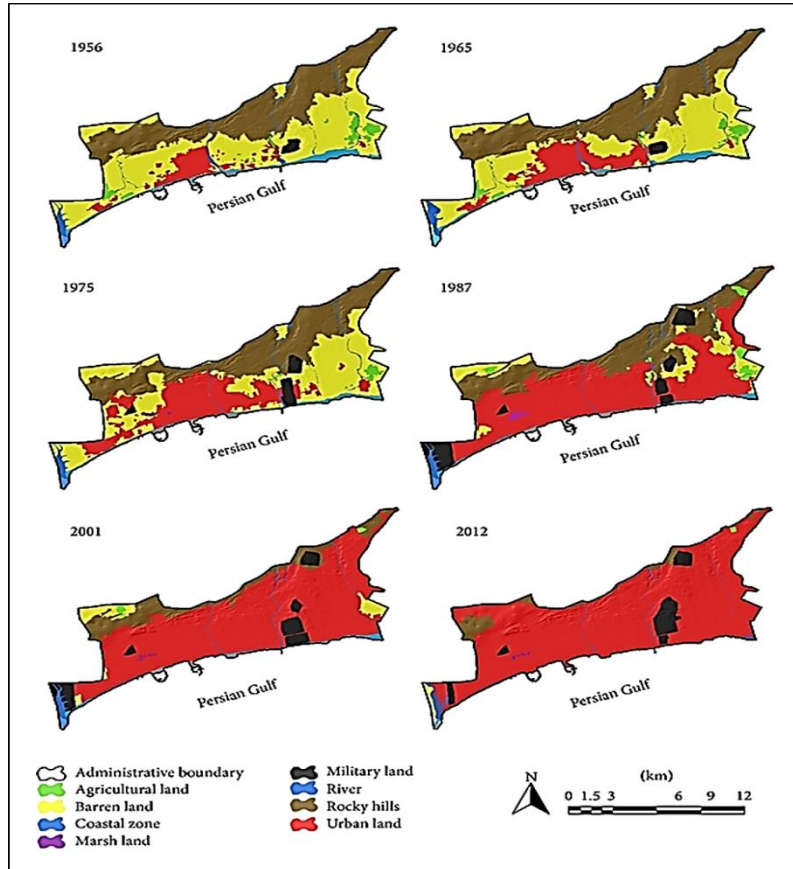 1956
1965
Persian Gulf
Persian Gulf
1975
1987
Persian Gulf
Persian Gulf
2001
2012
Persian Gulf
Persian Gulf
Administrative boundary
Agricultural land
Barren land
Coastal zone
Marsh land
Military land
River
Rocky hills
Urban land
N
(km)
0 1.5 3 6 9 12